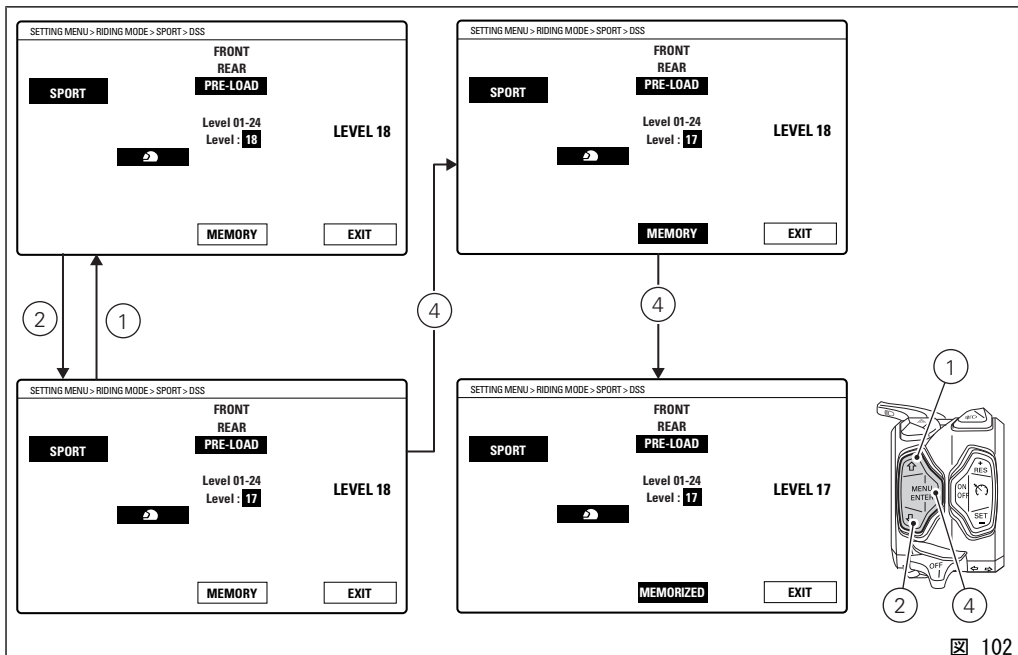 SETTING MENU > RIDING MODE > SPORT > DSS
FRONT
REAR
SPORT
PRE-LOAD
Level 01-24
Level : 18
LEVEL 18
MEMORY
EXIT
SETTING MENU > RIDING MODE > SPORT > DSS
FRONT
REAR
SPORT
PRE-LOAD
Level 01-24
Level : 17
LEVEL 18
MEMORY
EXIT
2
1
4
4
SETTING MENU > RIDING MODE > SPORT > DSS
FRONT
REAR
SPORT
PRE-LOAD
Level 01-24
Level : 17
LEVEL 18
MEMORY
EXIT
SETTING MENU > RIDING MODE > SPORT > DSS
FRONT
REAR
SPORT
PRE-LOAD
Level 01-24
Level : 17
LEVEL 17
MEMORIZED
EXIT
1
+
RES
MENU
ENTER
ON
OFF
SET
-
OFF
2
4
図 102